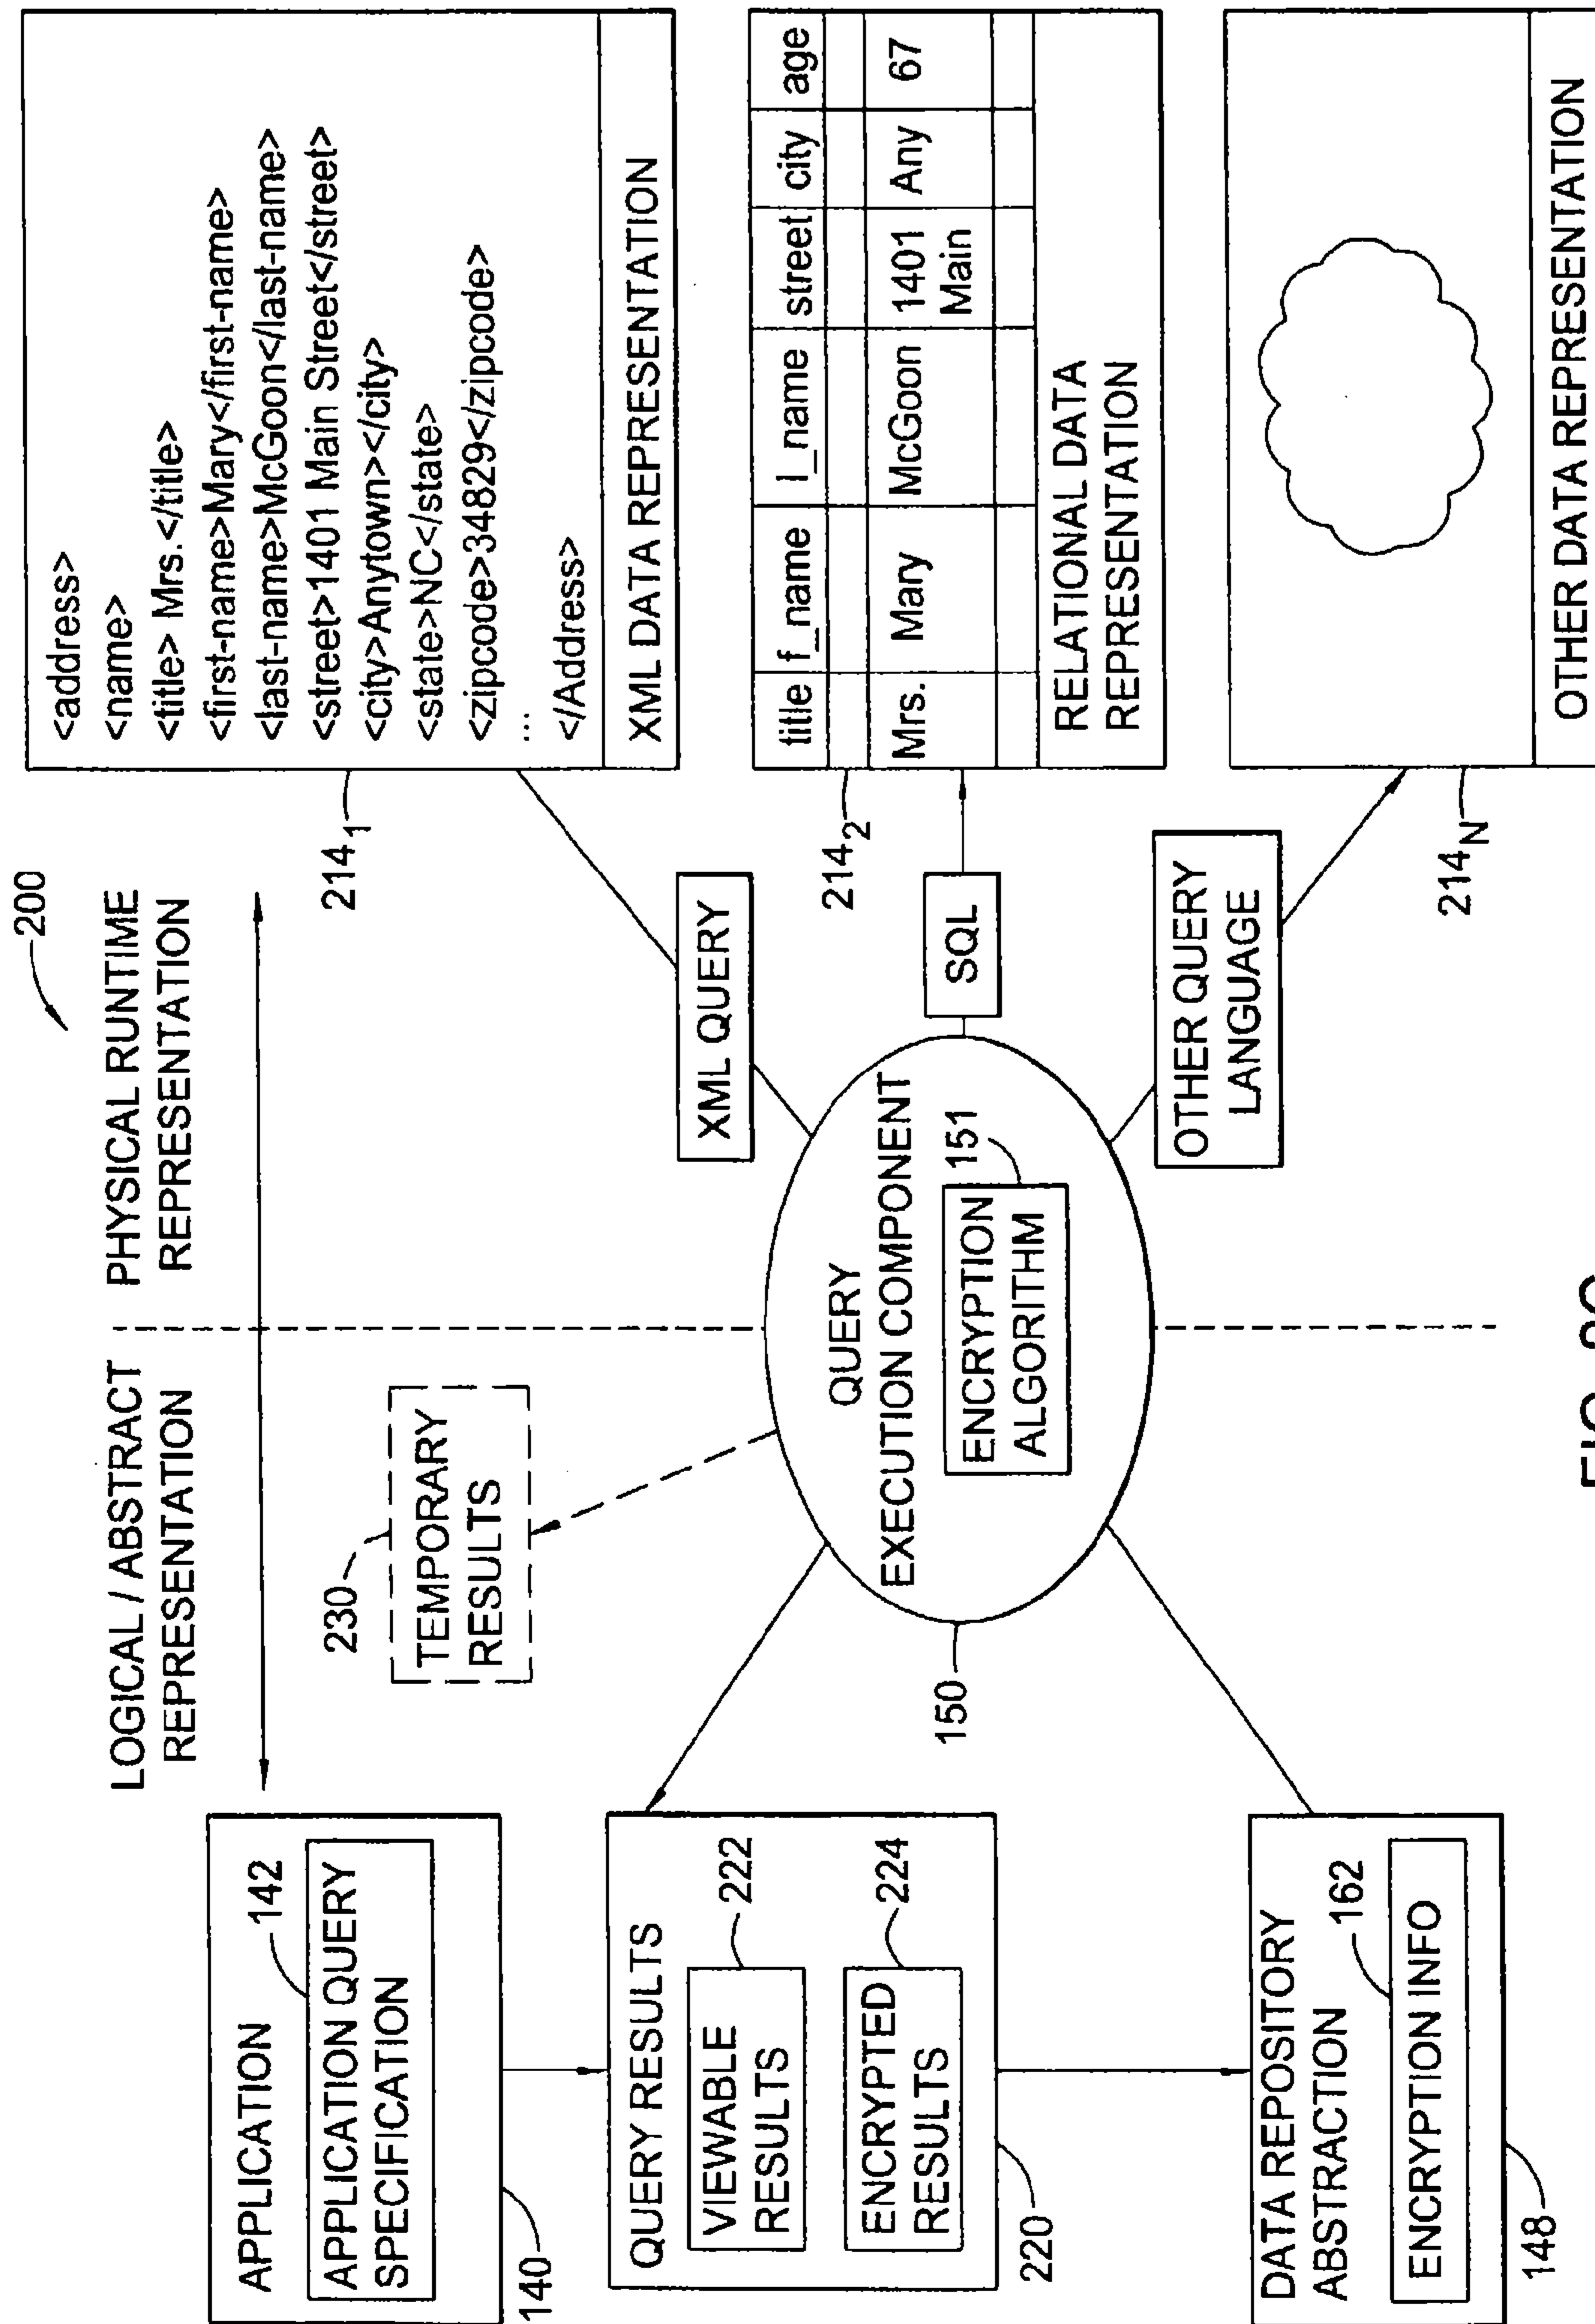 200
LOGICAL / ABSTRACT
REPRESENTATION
PHYSICAL RUNTIME
REPRESENTATION
APPLICATION
142
APPLICATION QUERY
SPECIFICATION
140
QUERY RESULTS
222
VIEWABLE
RESULTS
224
ENCRYPTED
RESULTS
220
DATA REPOSITORY
ABSTRACTION
162
ENCRYPTION INFO
148
230
TEMPORARY
RESULTS
QUERY
EXECUTION COMPONENT
151
ENCRYPTION
ALGORITHM
150
XML QUERY
SQL
OTHER QUERY
LANGUAGE
214₁
<address>
<name>
<title> Mrs.</title>
<first-name>Mary</first-name>
<last-name>McGoon</last-name>
<street>1401 Main Street</street>
<city>Anytown></city>
<state>NC</state>
<zipcode>34829</zipcode>
...
</Address>
XML DATA REPRESENTATION
214₂
title f_name l_name street city age
Mrs. Mary McGoon 1401 Main Any 67
RELATIONAL DATA
REPRESENTATION
214N
OTHER DATA REPRESENTATION
FIG.